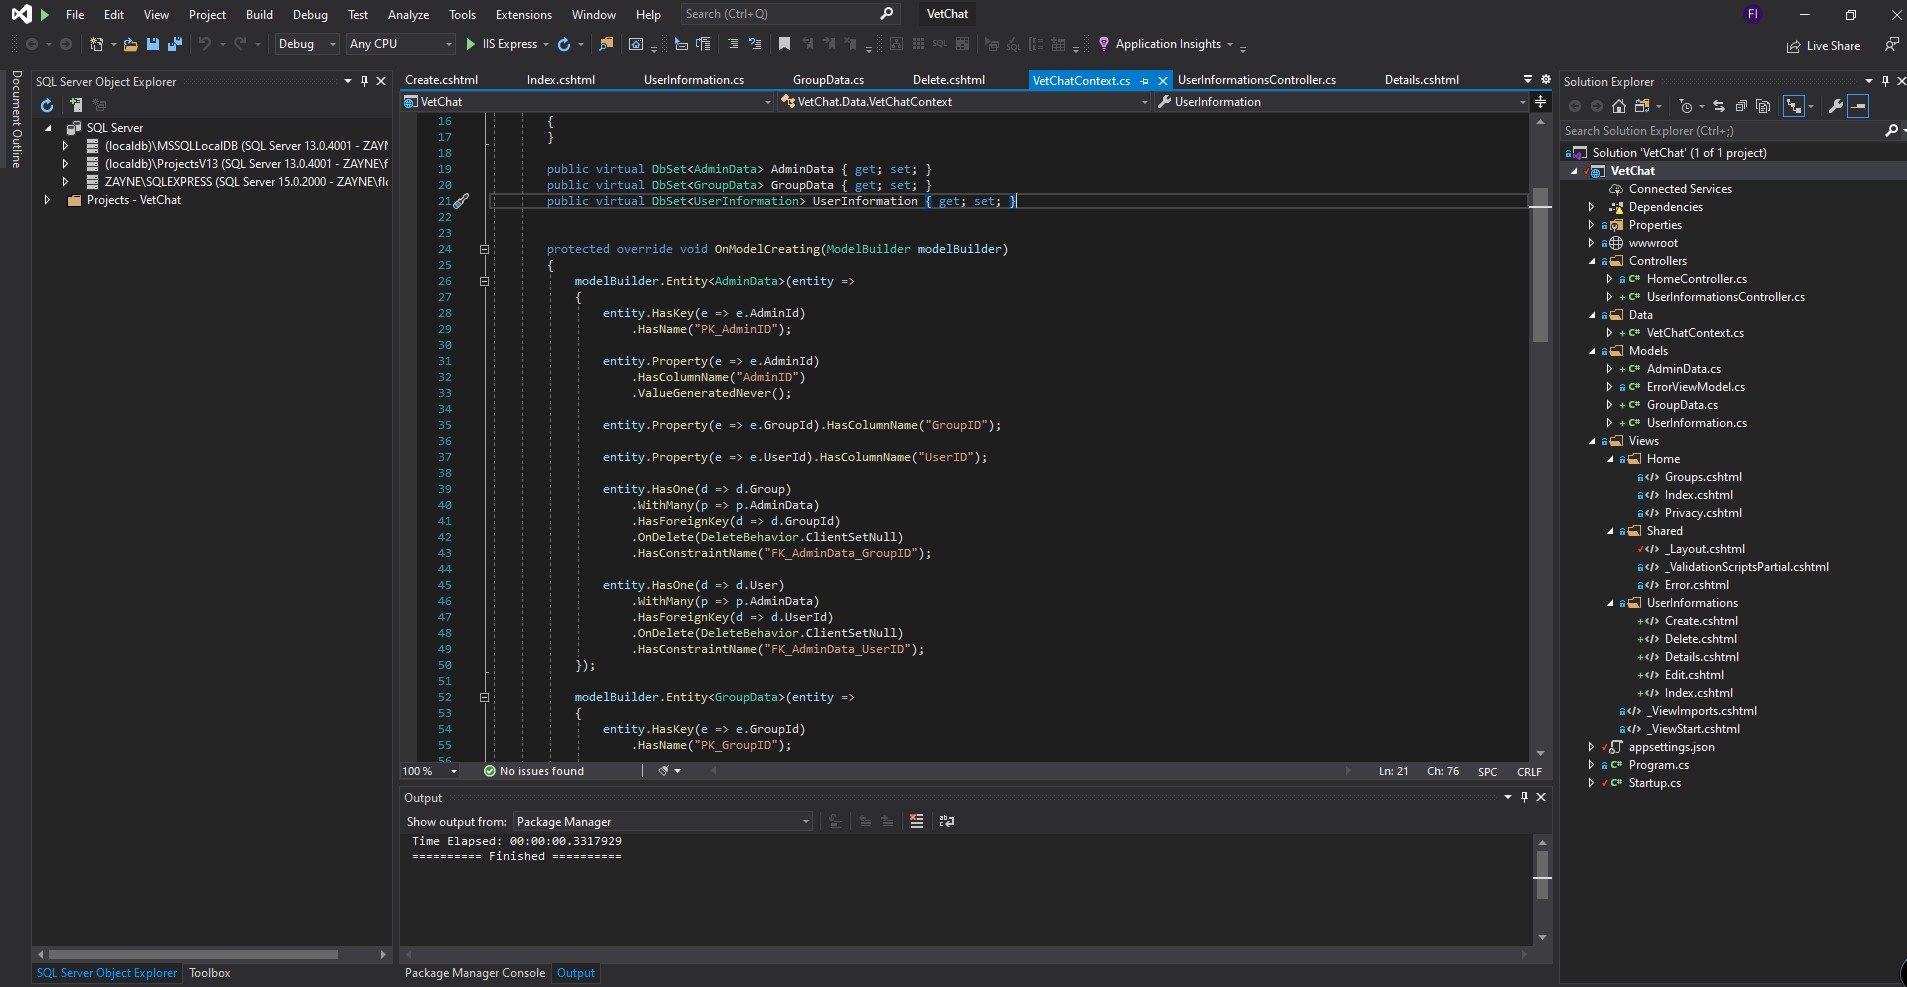 File Edit View Project Build Debug Test Analyze Tools Extensions Window Help Search (Ctrl+Q) VetChat FI
Debug Any CPU IIS Express Application Insights Live Share
Document Outline
SQL Server Object Explorer
SQL Server
(localdb)\MSSQLLocalDB (SQL Server 13.0.4001 - ZAYN
(localdb)\ProjectsV13 (SQL Server 13.0.4001 - ZAYNE\f
ZAYNE\SQLEXPRESS (SQL Server 15.0.2000 - ZAYNE\flo
Projects - VetChat
SQL Server Object Explorer Toolbox
Create.cshtml Index.cshtml UserInformation.cs GroupData.cs Delete.cshtml VetChatContext.cs UserInformationsController.cs Details.cshtml
VetChat VetChat.Data.VetChatContext UserInformation
16 {
17 }
18
19 public virtual DbSet<AdminData> AdminData { get; set; }
20 public virtual DbSet<GroupData> GroupData { get; set; }
21 public virtual DbSet<UserInformation> UserInformation { get; set; }
22
23
24 protected override void OnModelCreating(ModelBuilder modelBuilder)
25 {
26 modelBuilder.Entity<AdminData>(entity =>
27 {
28 entity.HasKey(e => e.AdminId)
29 .HasName("PK_AdminID");
30
31 entity.Property(e => e.AdminId)
32 .HasColumnName("AdminID")
33 .ValueGeneratedNever();
34
35 entity.Property(e => e.GroupId).HasColumnName("GroupID");
36
37 entity.Property(e => e.UserId).HasColumnName("UserID");
38
39 entity.HasOne(d => d.Group)
40 .WithMany(p => p.AdminData)
41 .HasForeignKey(d => d.GroupId)
42 .OnDelete(DeleteBehavior.ClientSetNull)
43 .HasConstraintName("FK_AdminData_GroupID");
44
45 entity.HasOne(d => d.User)
46 .WithMany(p => p.AdminData)
47 .HasForeignKey(d => d.UserId)
48 .OnDelete(DeleteBehavior.ClientSetNull)
49 .HasConstraintName("FK_AdminData_UserID");
50 });
51
52 modelBuilder.Entity<GroupData>(entity =>
53 {
54 entity.HasKey(e => e.GroupId)
55 .HasName("PK_GroupID");
56
100 % No issues found Ln: 21 Ch: 76 SPC CRLF
Output
Show output from: Package Manager
Time Elapsed: 00:00:00.3317929
========== Finished ==========
Package Manager Console Output
Solution Explorer
Search Solution Explorer (Ctrl+;)
Solution 'VetChat' (1 of 1 project)
VetChat
Connected Services
Dependencies
Properties
wwwroot
Controllers
C# HomeController.cs
C# UserInformationsController.cs
Data
C# VetChatContext.cs
Models
C# AdminData.cs
C# ErrorViewModel.cs
C# GroupData.cs
C# UserInformation.cs
Views
Home
Groups.cshtml
Index.cshtml
Privacy.cshtml
Shared
_Layout.cshtml
_ValidationScriptsPartial.cshtml
Error.cshtml
UserInformations
Create.cshtml
Delete.cshtml
Details.cshtml
Edit.cshtml
Index.cshtml
_ViewImports.cshtml
_ViewStart.cshtml
appsettings.json
C# Program.cs
C# Startup.cs